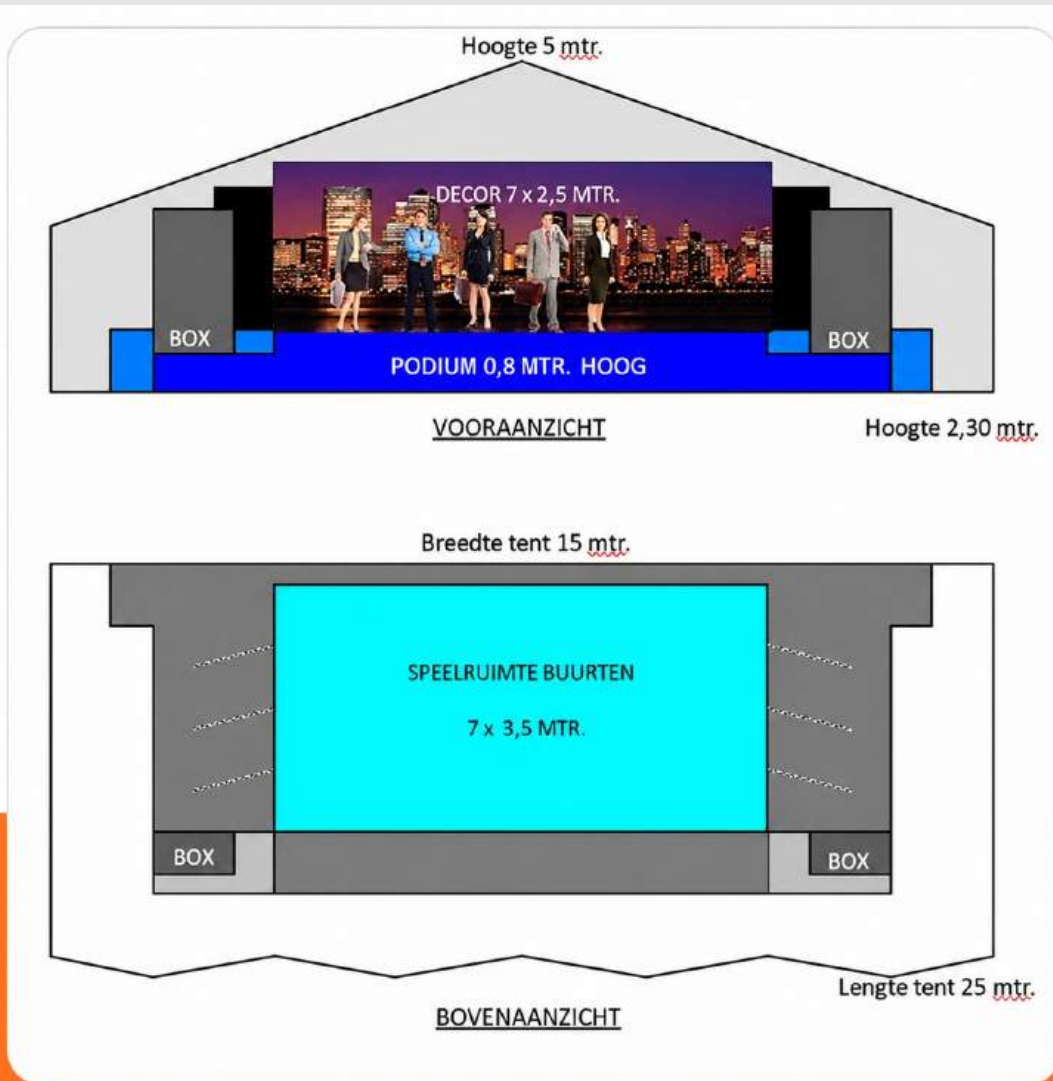 Hoogte 5 mtr.
DECOR 7 x 2,5 MTR.
BOX
BOX
PODIUM 0,8 MTR. HOOG
VOORAANZICHT
Hoogte 2,30 mtr.
Breedte tent 15 mtr.
SPEELRUIMTE BUURTEN
7 x 3,5 MTR.
BOX
BOX
Lengte tent 25 mtr.
BOVENAANZICHT